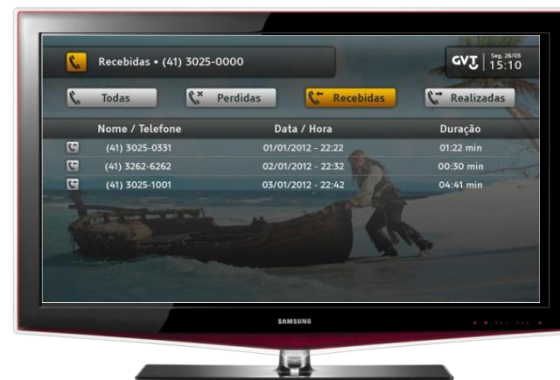 Recebidas • (41) 3025-0000
GVT
Seg, 26/05
15:10
Todas
Perdidas
Recebidas
Realizadas
Nome / Telefone Data / Hora Duração
(41) 3025-0331 01/01/2012 - 22:22 01:22 min
(41) 3262-6262 02/01/2012 - 22:32 00:30 min
(41) 3025-1001 03/01/2012 - 22:42 04:41 min
SAMSUNG